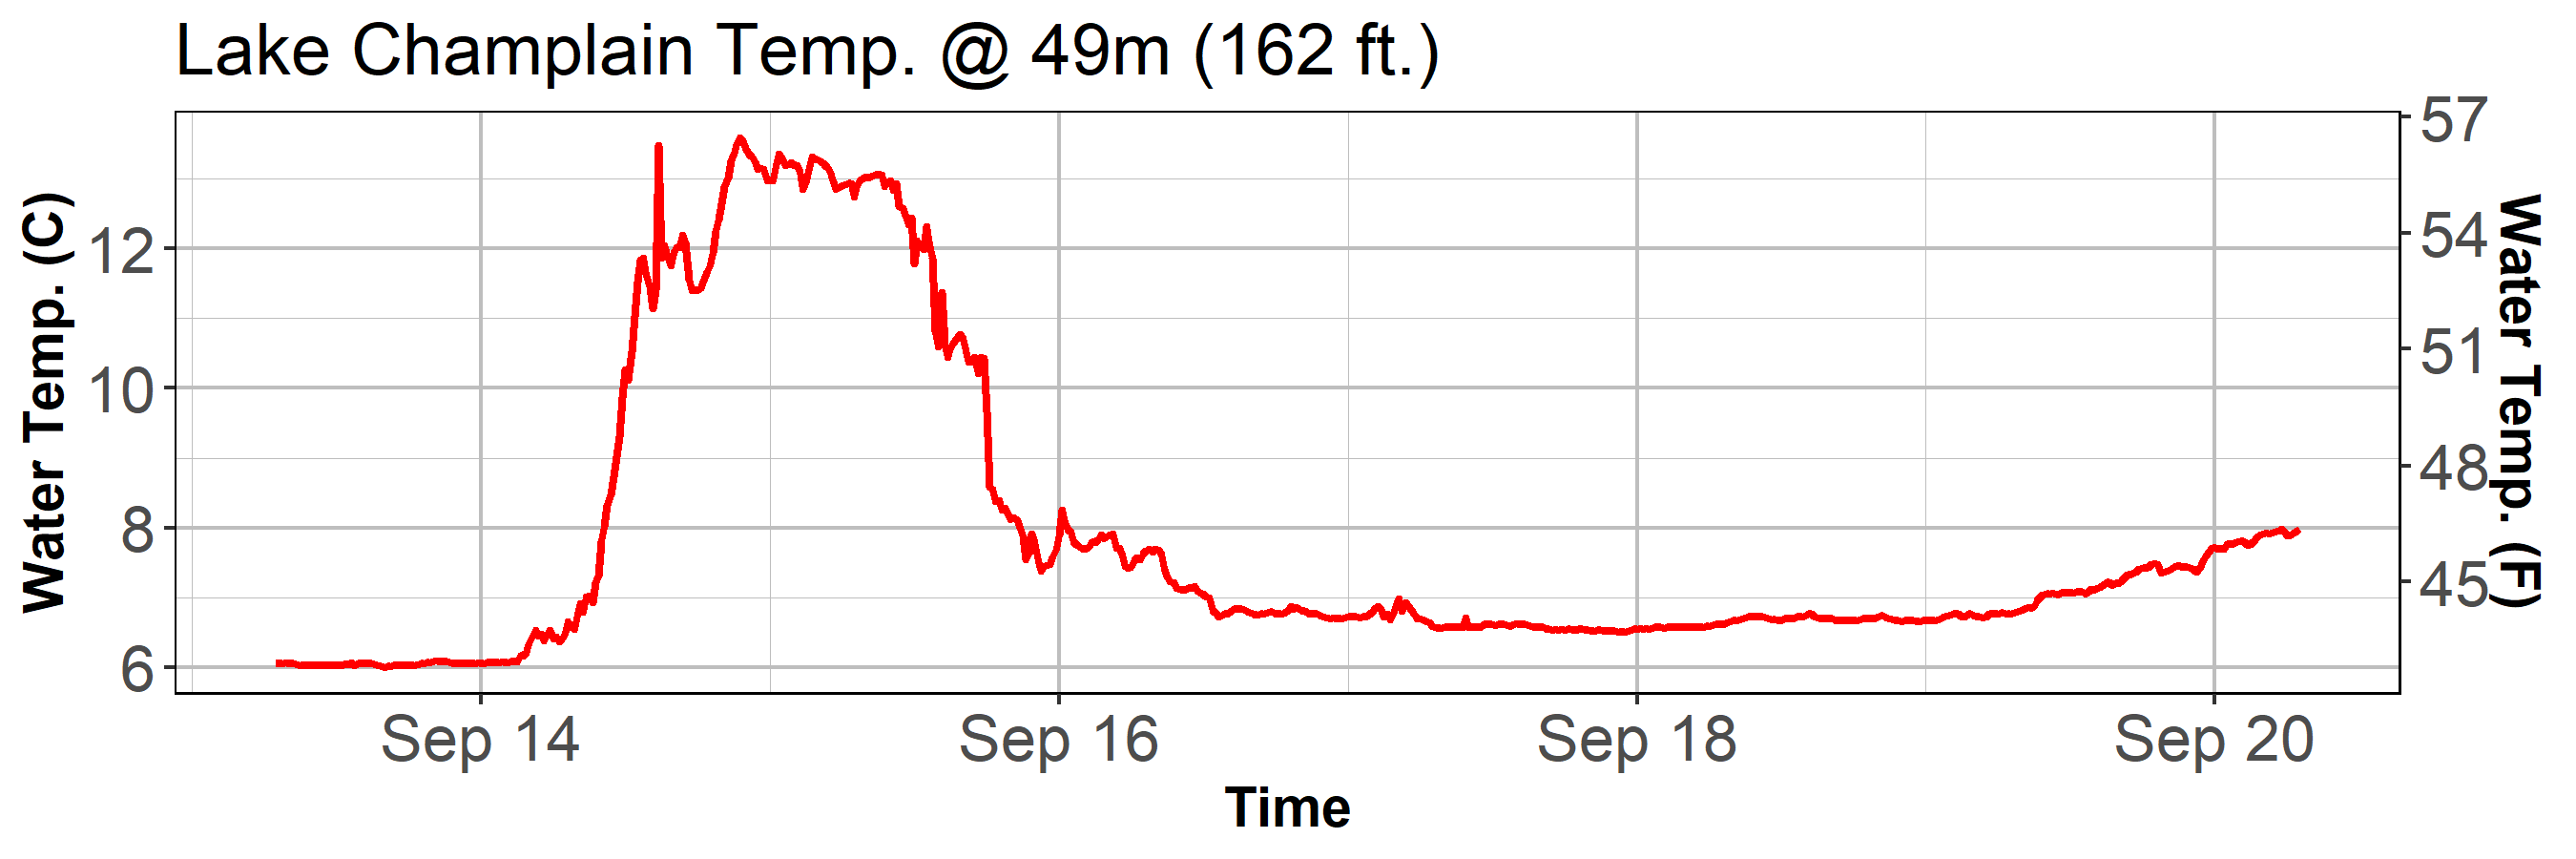 Lake Champlain Temp. @ 49m (162 ft.)
Water Temp. (C)
12
10
8
6
57
54
51
48
45
Water Temp. (F)
Sep 14
Sep 16
Sep 18
Sep 20
Time